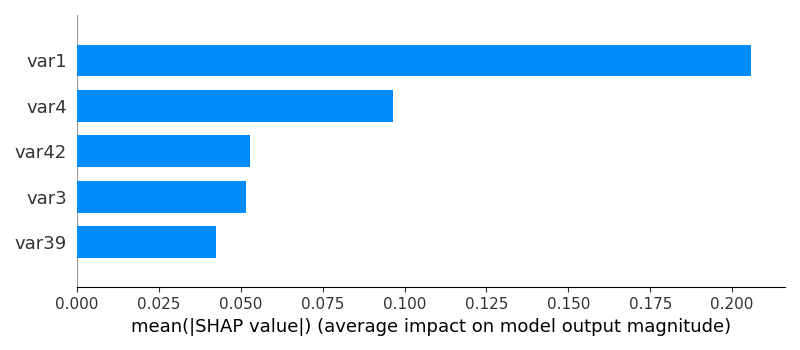 var1
var4
var42
var3
var39
0.000 0.025 0.050 0.075 0.100 0.125 0.150 0.175 0.200
mean(|SHAP value|) (average impact on model output magnitude)